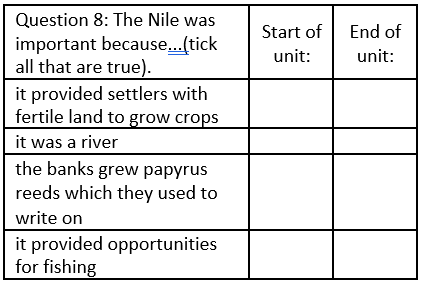 Question 8: The Nile was
important because...(tick
all that are true).
Start of
unit:
End of
unit:
it provided settlers with
fertile land to grow crops
it was a river
the banks grew papyrus
reeds which they used to
write on
it provided opportunities
for fishing